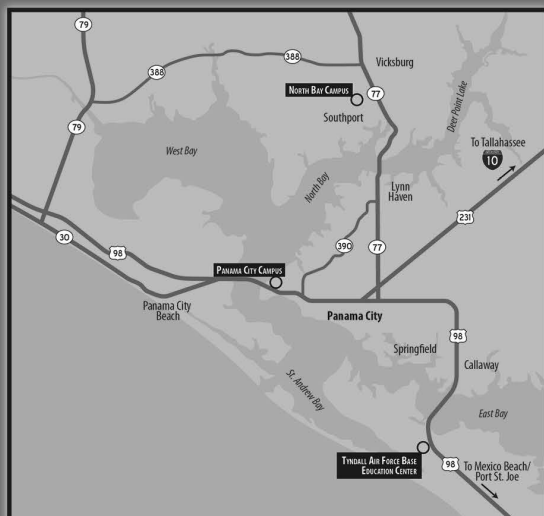 79
388
388
Vicksburg
NORTH BAY CAMPUS
77
Southport
Deer Point Lake
79
West Bay
North Bay
To Tallahassee
10
Lynn
Haven
231
30
98
390
77
PANAMA CITY CAMPUS
Panama City
Beach
Panama City
98
Springfield
Callaway
St. Andrew Bay
East Bay
TYNDALL AIR FORCE BASE
EDUCATION CENTER
98
To Mexico Beach/
Port St. Joe